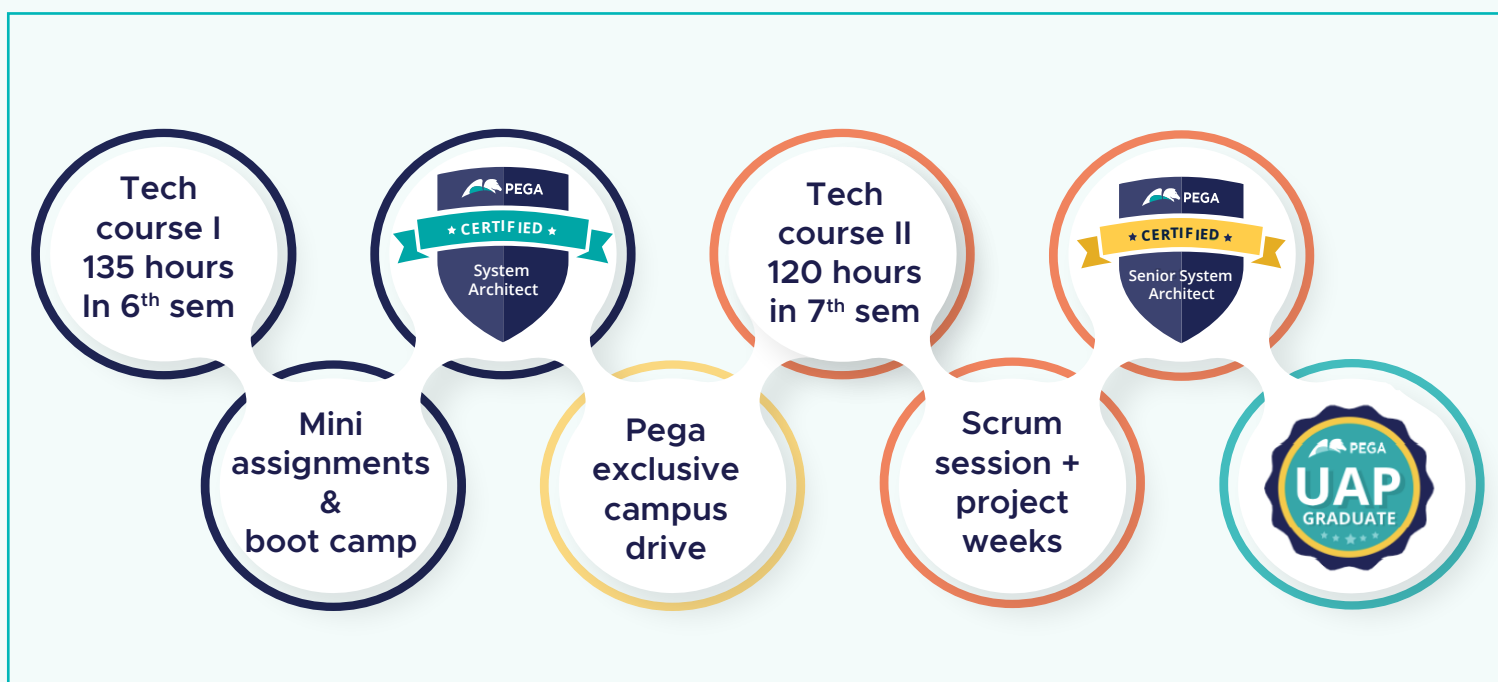 Tech
course I
135 hours
In 6th sem
Mini
assignments
&
boot camp
PEGA
CERTIFIED
System
Architect
Pega
exclusive
campus
drive
Tech
course II
120 hours
in 7th sem
Scrum
session +
project
weeks
PEGA
CERTIFIED
Senior System
Architect
PEGA
UAP
GRADUATE